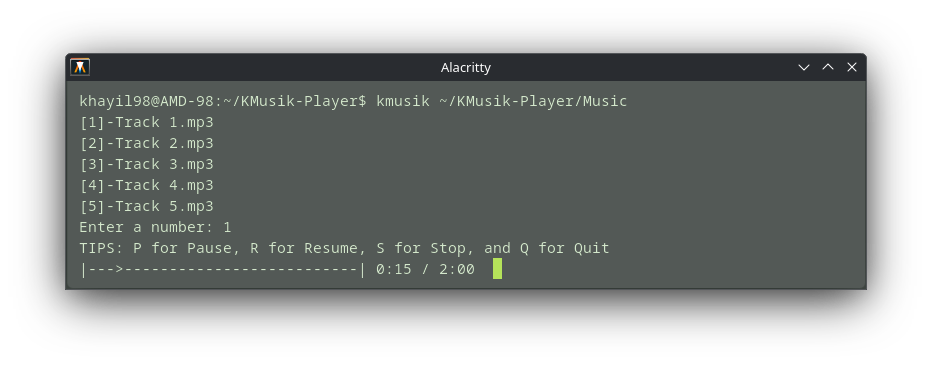 Alacritty
khayil98@AMD-98:~/KMusik-Player$ kmusik ~/KMusik-Player/Music
[1]-Track 1.mp3
[2]-Track 2.mp3
[3]-Track 3.mp3
[4]-Track 4.mp3
[5]-Track 5.mp3
Enter a number: 1
TIPS: P for Pause, R for Resume, S for Stop, and Q for Quit
|--->--------------------------| 0:15 / 2:00